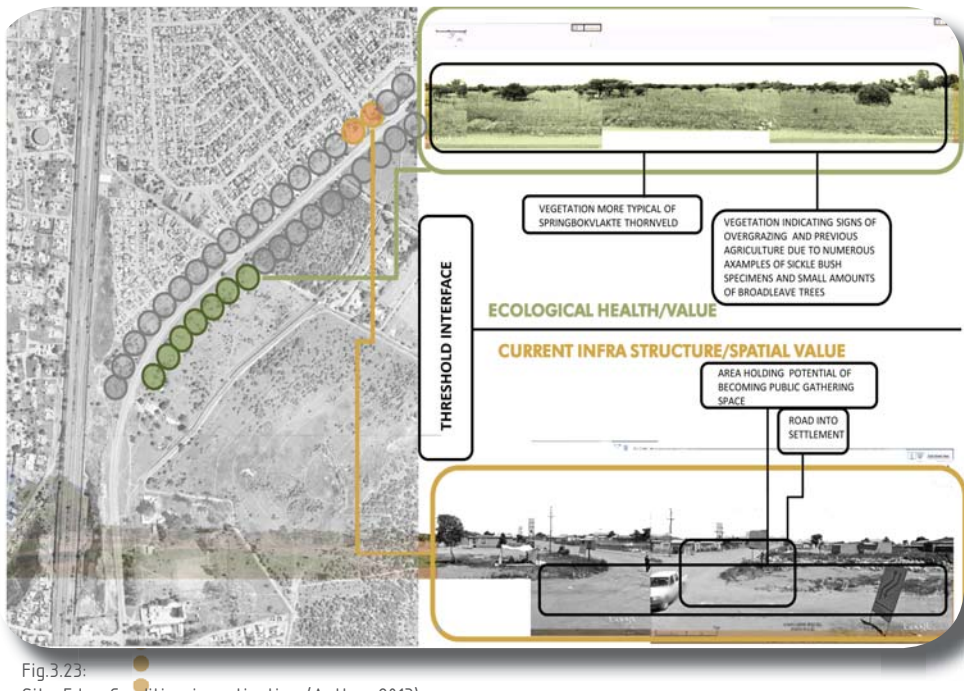 VEGETATION MORE TYPICAL OF
SPRINGBOKVLAKTE THORNVELD
VEGETATION INDICATING SIGNS OF
OVERGRAZING AND PREVIOUS
AGRICULTURE DUE TO NUMEROUS
AXAMPLES OF SICKLE BUSH
SPECIMENS AND SMALL AMOUNTS
OF BROADLEAVE TREES
THRESHOLD INTERFACE
ECOLOGICAL HEALTH/VALUE
CURRENT INFRA STRUCTURE/SPATIAL VALUE
AREA HOLDING POTENTIAL OF
BECOMING PUBLIC GATHERING
SPACE
ROAD INTO
SETTLEMENT
Fig.3.23: